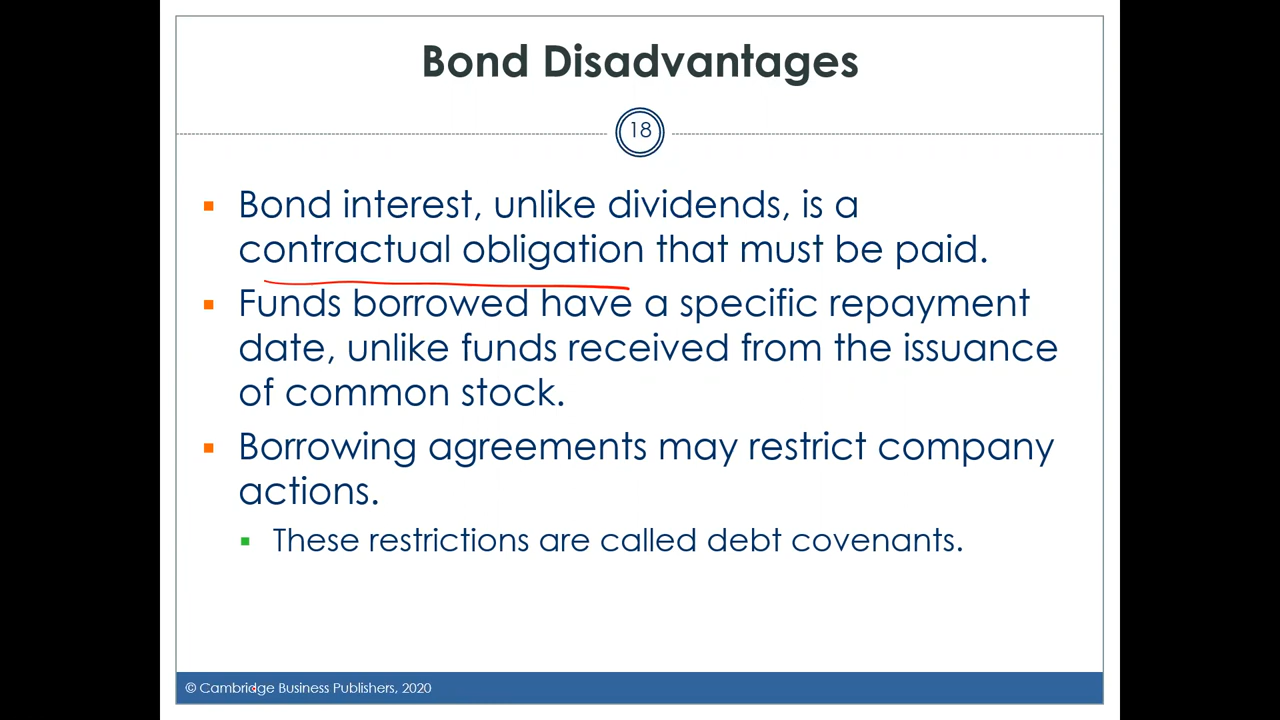 Bond Disadvantages
18
Bond interest, unlike dividends, is a
contractual obligation that must be paid.
Funds borrowed have a specific repayment
date, unlike funds received from the issuance
of common stock.
Borrowing agreements may restrict company
actions.
These restrictions are called debt covenants.
© Cambridge Business Publishers, 2020